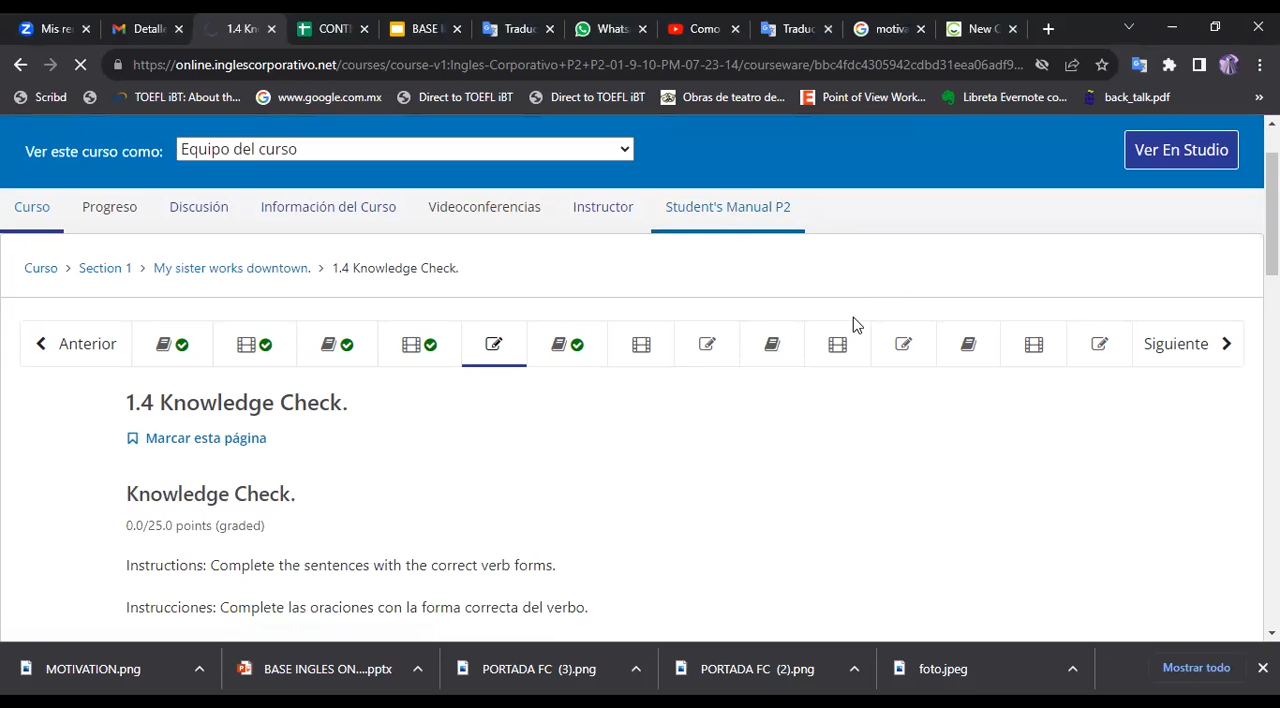 Mis re
Detalle
1.4 Kn
CONT
BASE
Traduc
Whats
Como
Traduc
motiva
New C
https://online.inglescorporativo.net/courses/course-v1:Ingles-Corporativo+P2+P2-01-9-10-PM-07-23-14/courseware/bbc4fdc4305942cdbd31eea06adf9...
Scribd
TOEFL iBT: About th...
www.google.com.mx
Direct to TOEFL iBT
Direct to TOEFL iBT
Obras de teatro de...
Point of View Work...
Libreta Evernote co...
back_talk.pdf
»
Ver este curso como:
Equipo del curso
Ver En Studio
Curso
Progreso
Discusión
Información del Curso
Videoconferencias
Instructor
Student's Manual P2
Curso > Section 1 > My sister works downtown. > 1.4 Knowledge Check.
Anterior
Siguiente
1.4 Knowledge Check.
Marcar esta página
Knowledge Check.
0.0/25.0 points (graded)
Instructions: Complete the sentences with the correct verb forms.
Instrucciones: Complete las oraciones con la forma correcta del verbo.
MOTIVATION.png
BASE INGLES ON....pptx
PORTADA FC (3).png
PORTADA FC (2).png
foto.jpeg
Mostrar todo